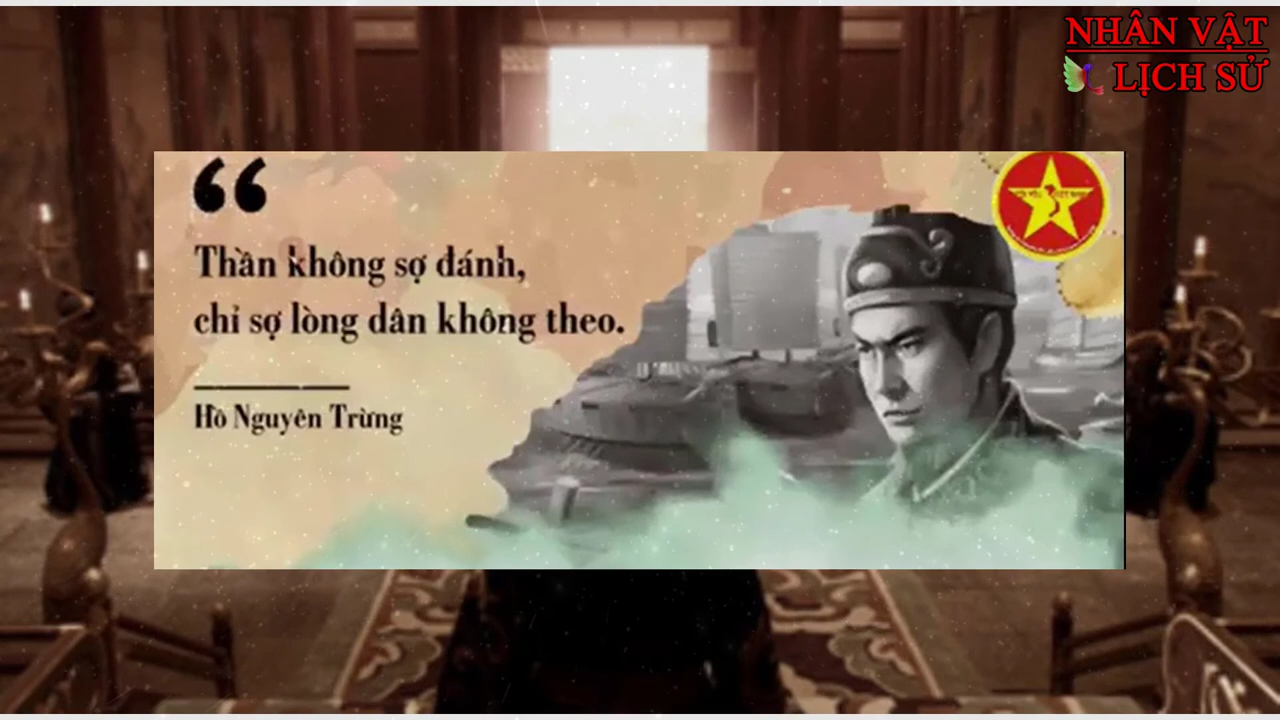 NHÂN VẬT
LỊCH SỬ
“
Thần không sợ đánh,
chỉ sợ lòng dân không theo.
Hồ Nguyên Trừng